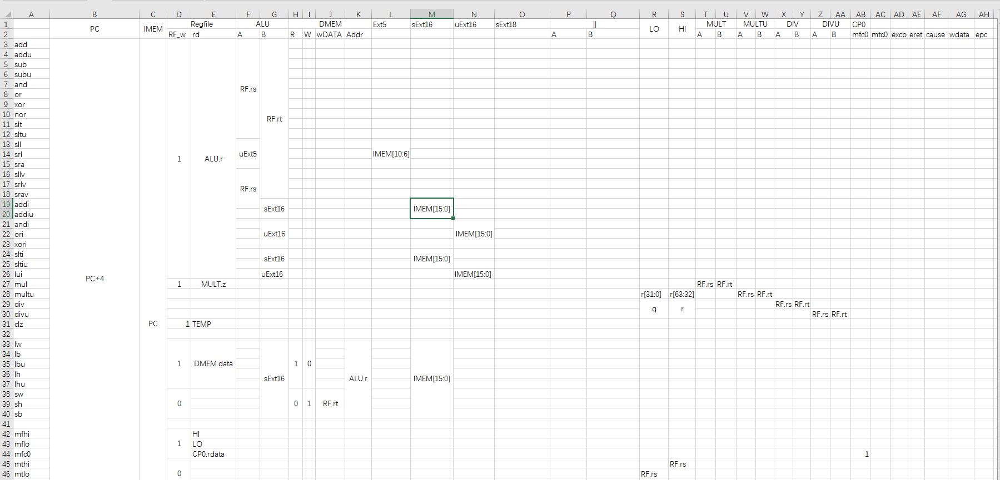 A B C D E F G H I J K L M N O P Q R S T U V W X Y Z AA AB AC AD AE AF AG AH
1 PC IMEM Regfile ALU DMEM Ext5 sExt16 uExt16 sExt18 || LO HI MULT MULTU DIV DIVU CP0
2 RF_w rd A B R W wDATA Addr A B A B A B A B A B mfc0 mtc0 excp eret cause wdata epc
3 add
4 addu
5 sub
6 subu
7 and
RF.rs
8 or
9 xor
10 nor
RF.rt
11 slt
12 sltu
13 sll
14 srl uExt5 IMEM[10:6]
1 ALU.r
15 sra
16 sllv
17 srlv
RF.rs
18 srav
19 addi
sExt16 IMEM[15:0]
20 addiu
21 andi
22 ori uExt16 IMEM[15:0]
23 xori
24 slti
sExt16 IMEM[15:0]
25 sltiu
26 lui uExt16 IMEM[15:0]
PC+4
27 mul 1 MULT.z RF.rs RF.rt
28 multu r[31:0] r[63:32] RF.rs RF.rt
29 div RF.rs RF.rt
q r
30 divu RF.rs RF.rt
31 clz PC 1 TEMP
32
33 lw
34 lb
35 lbu 1 DMEM.data 1 0
36 lh
sExt16 ALU.r IMEM[15:0]
37 lhu
38 sw
39 sh 0 0 1 RF.rt
40 sb
41
42 mfhi HI
43 mflo 1 LO
44 mfc0 CP0.rdata 1
45 mthi RF.rs
46 mtlo 0 RF.rs